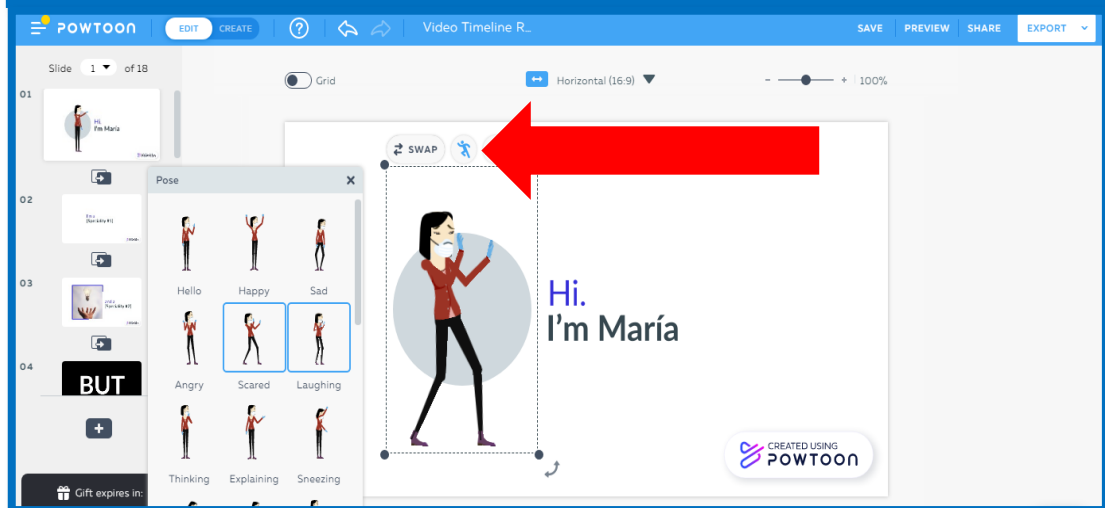 POWTOON EDIT CREATE ? Video Timeline R... SAVE PREVIEW SHARE EXPORT
Slide 1 of 18
Grid
Horizontal (16:9)
- + 100%
01
Hi.
I'm María
SWAP
Pose X
02
03
04
BUT
Hello Happy Sad
Angry Scared Laughing
Thinking Explaining Sneezing
Hi.
I'm María
CREATED USING
POWTOON
+
Gift expires in: